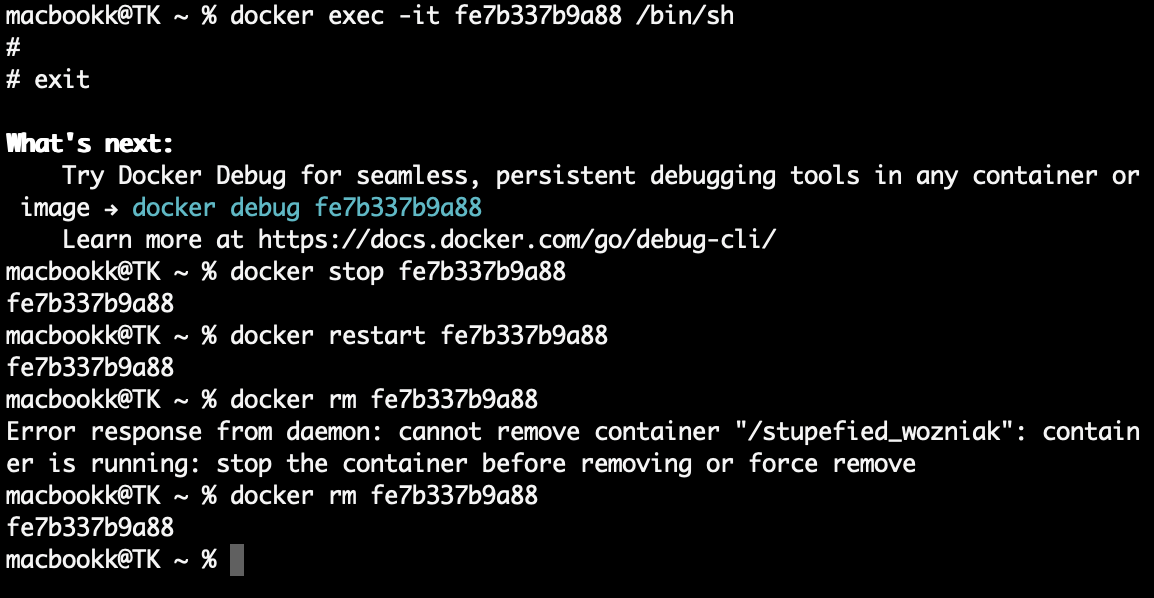 macbookk@TK ~ % docker exec -it fe7b337b9a88 /bin/sh
#
# exit
What's next:
Try Docker Debug for seamless, persistent debugging tools in any container or
image → docker debug fe7b337b9a88
Learn more at https://docs.docker.com/go/debug-cli/
macbookk@TK ~ % docker stop fe7b337b9a88
fe7b337b9a88
macbookk@TK ~ % docker restart fe7b337b9a88
fe7b337b9a88
macbookk@TK ~ % docker rm fe7b337b9a88
Error response from daemon: cannot remove container "/stupefied_wozniak": contain
er is running: stop the container before removing or force remove
macbookk@TK ~ % docker rm fe7b337b9a88
fe7b337b9a88
macbookk@TK ~ %